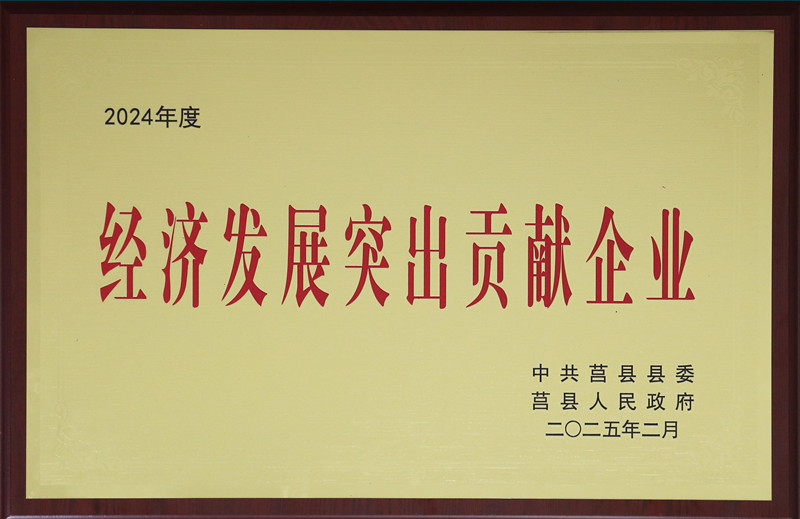 2024年度
经济发展突出贡献企业
中共莒县县委
莒县人民政府
二〇二五年二月